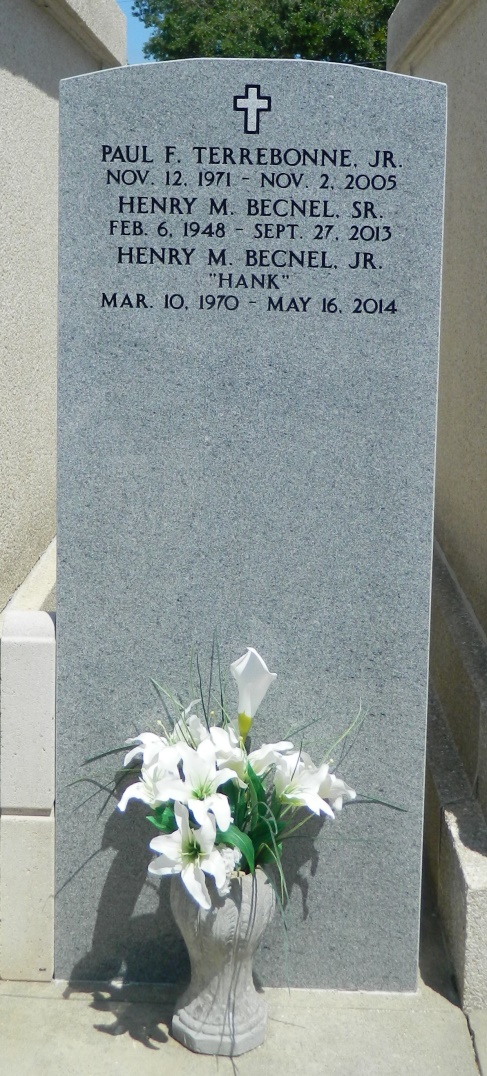 PAUL F. TERREBONNE, JR.
NOV. 12, 1971 - NOV. 2, 2005
HENRY M. BECNEL, SR.
FEB. 6, 1948 - SEPT. 27, 2013
HENRY M. BECNEL, JR.
"HANK"
MAR. 10, 1970 - MAY 16, 2014